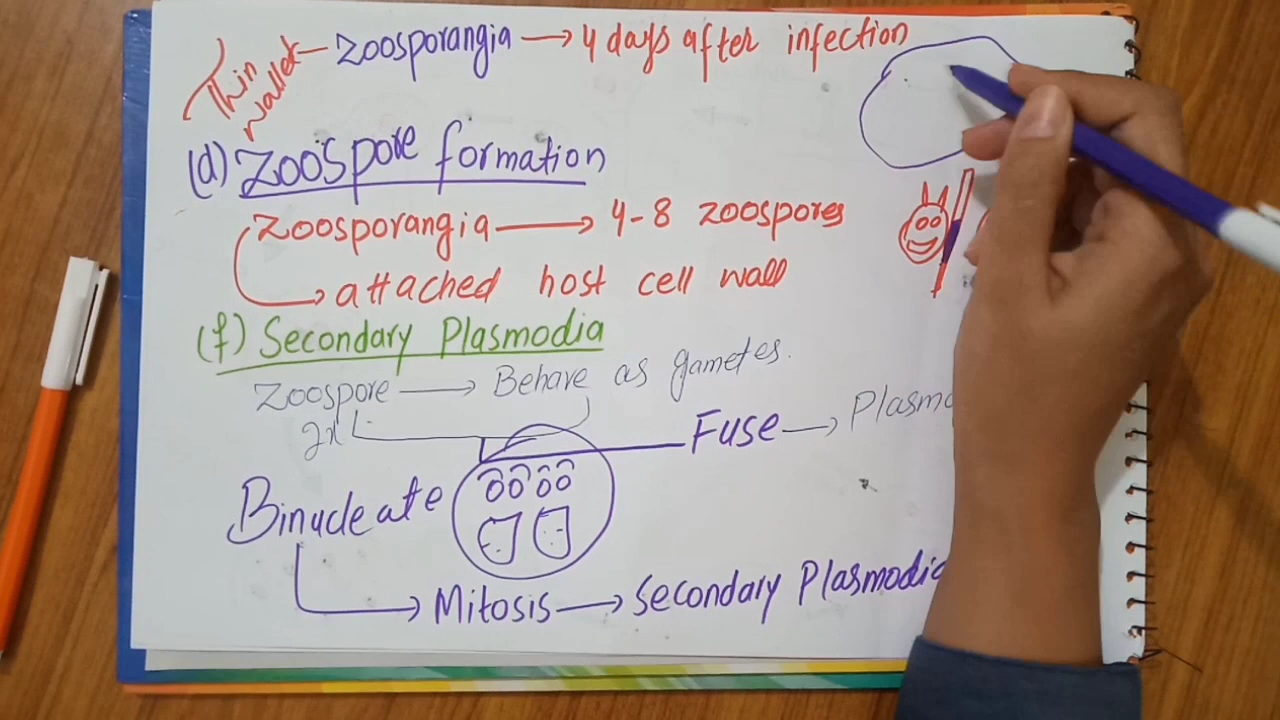 Thin walled — Zoosporangia → 4 days after infection
(d) Zoospore formation
Zoosporangia → 4-8 zoospores
→ attached host cell wall
(f) Secondary Plasmodia
Zoospore → Behave as gametes.
Fuse → Plasmo
Binucleate
→ Mitosis → Secondary Plasmodia